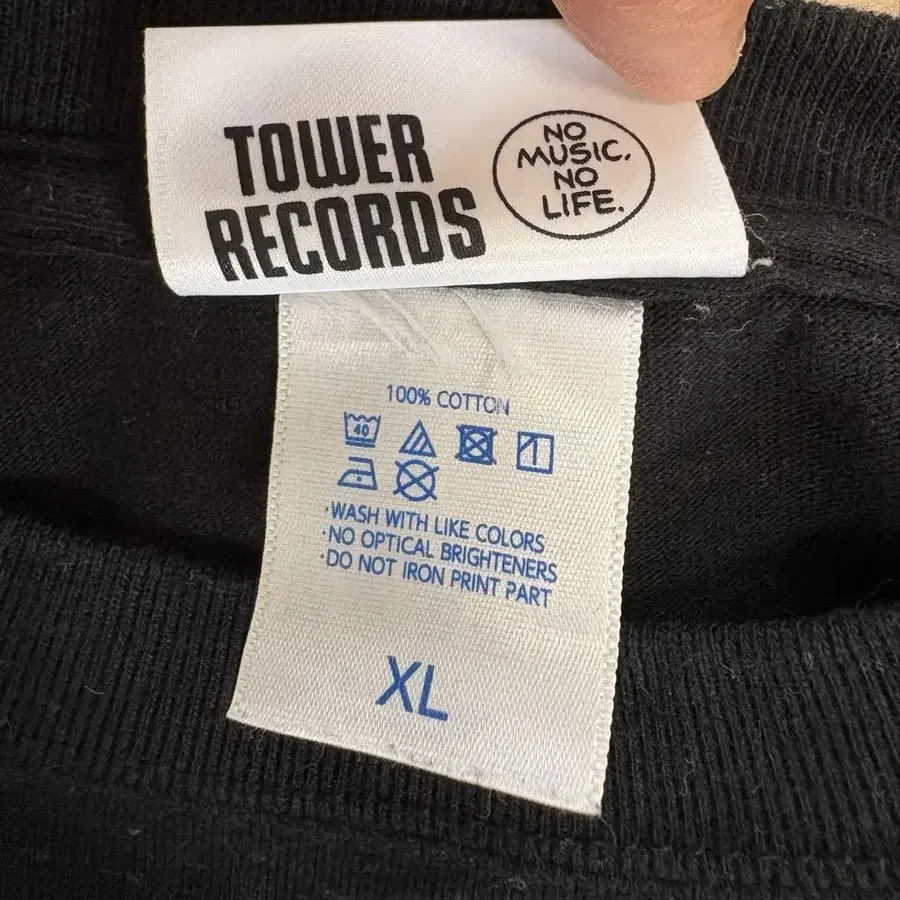 TOWER
RECORDS
NO
MUSIC,
NO
LIFE.
100% COTTON
40
·WASH WITH LIKE COLORS
·NO OPTICAL BRIGHTENERS
·DO NOT IRON PRINT PART
XL